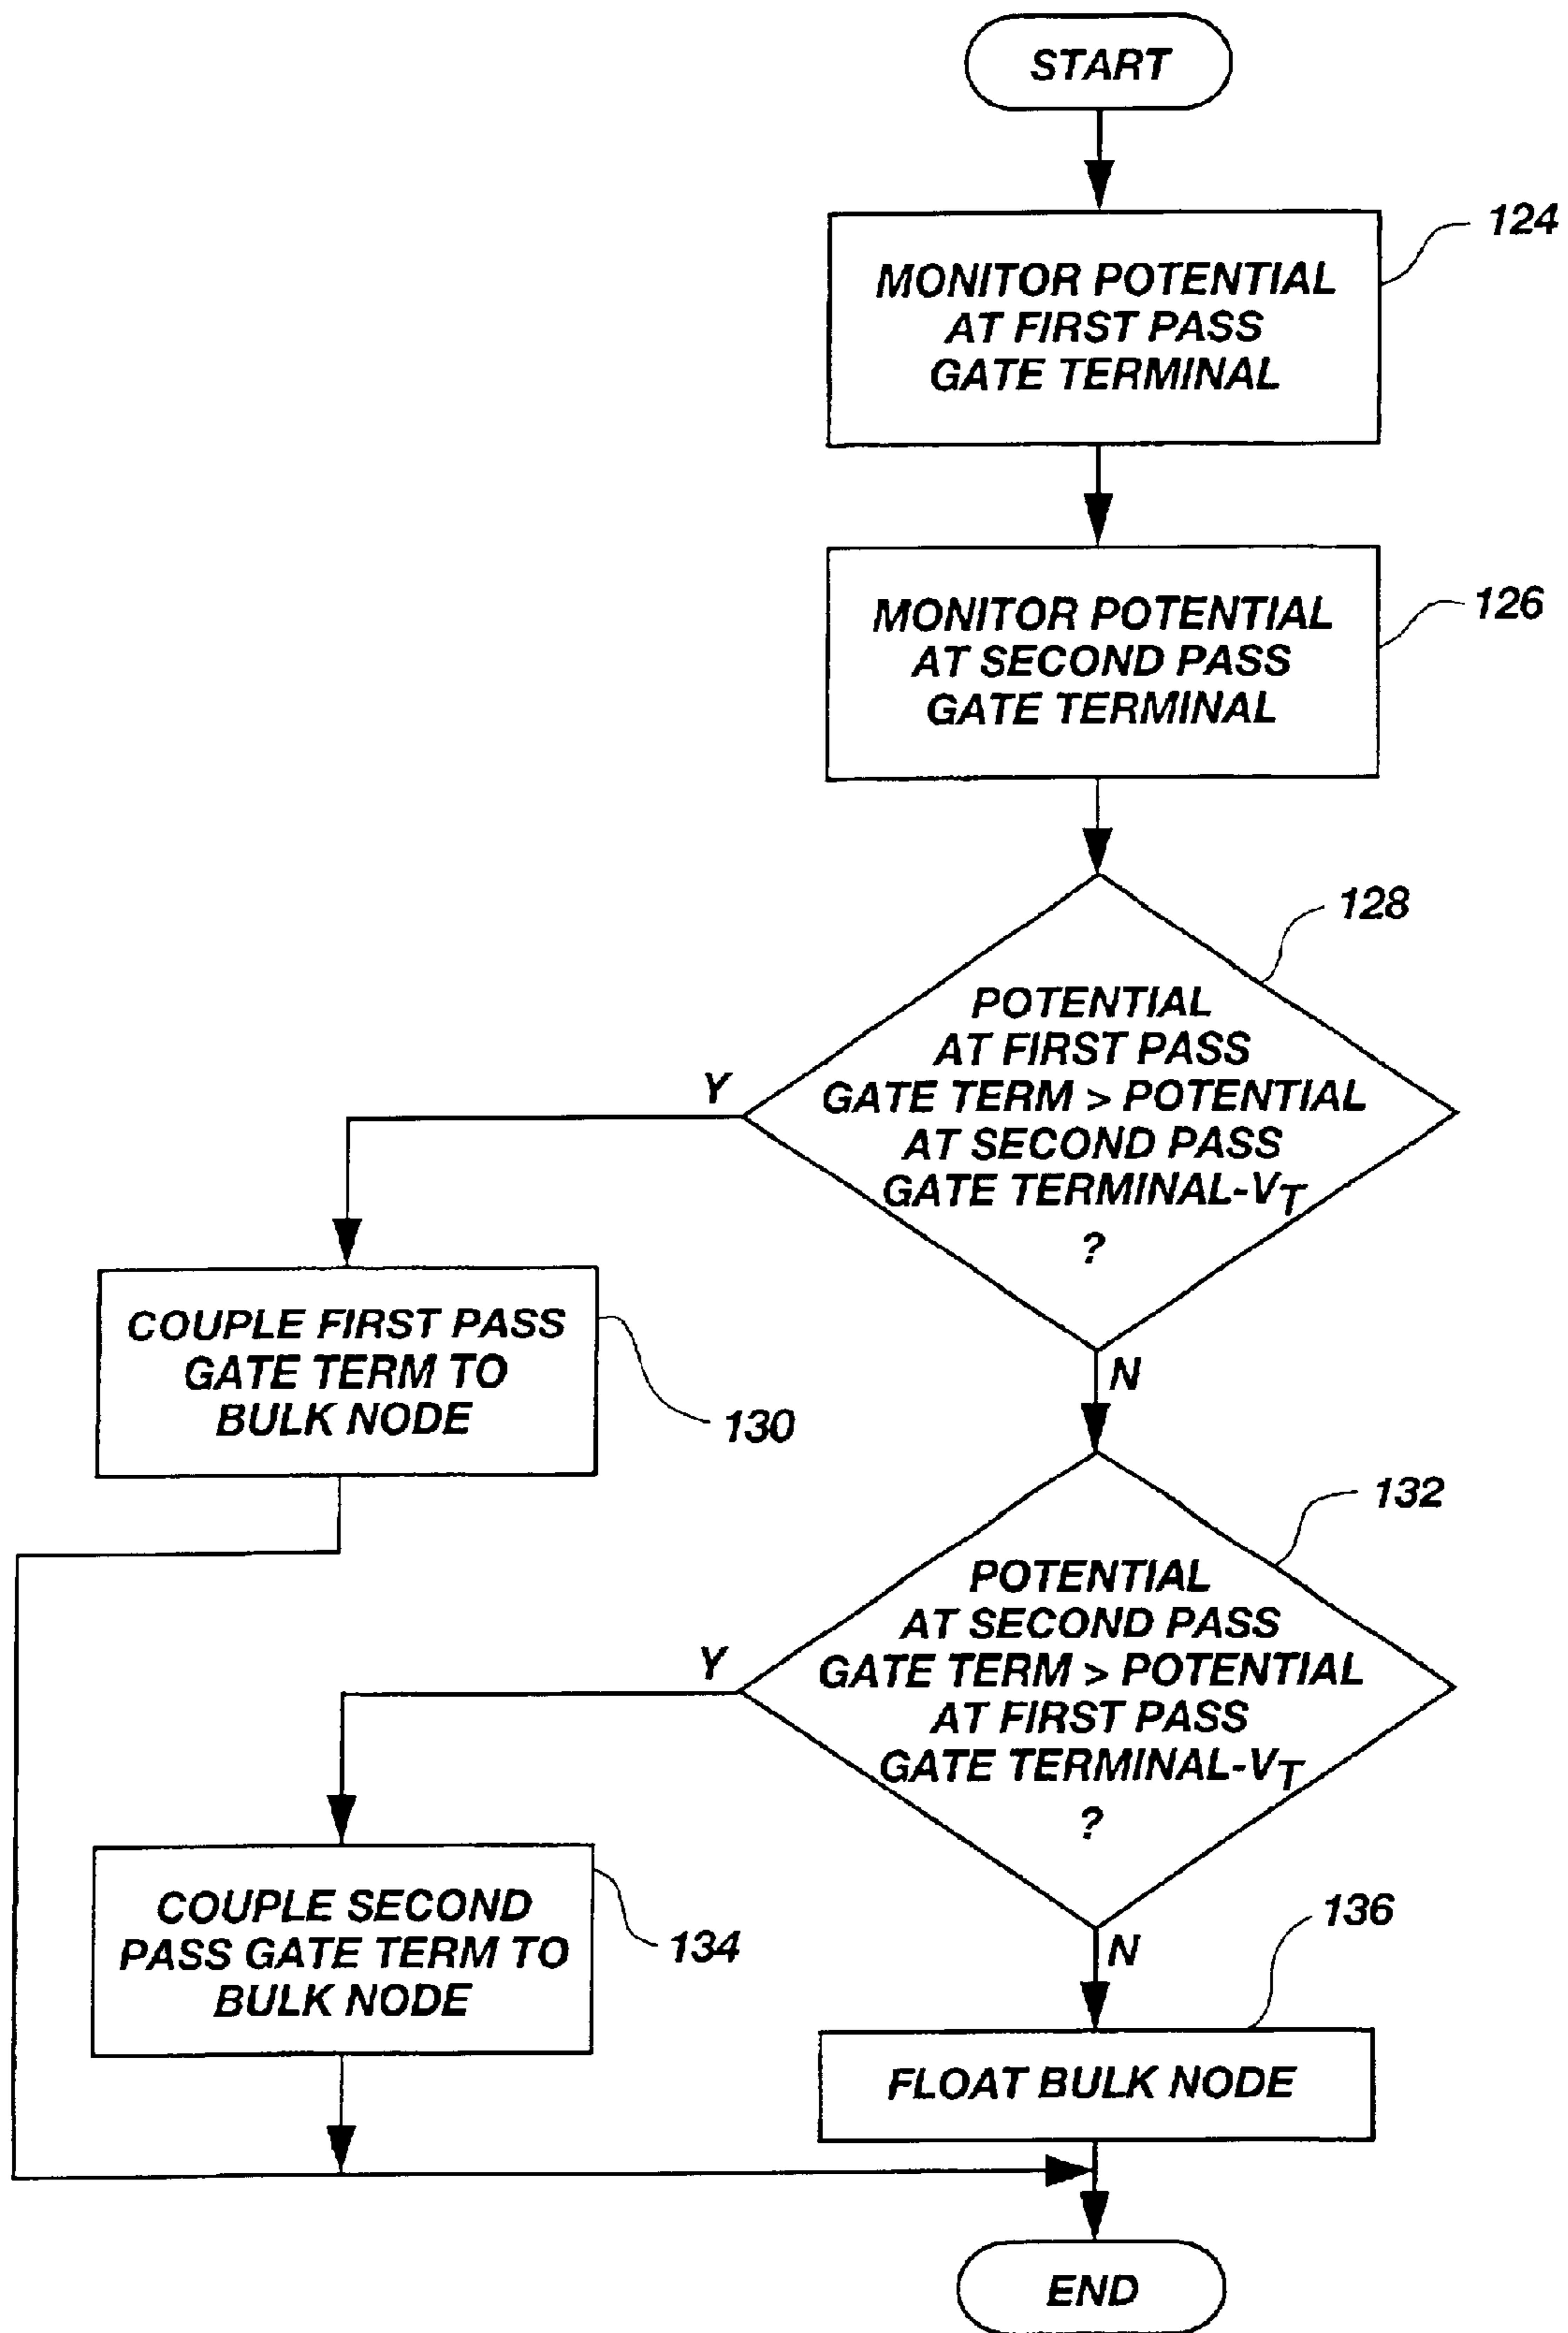 START
124
MONITOR POTENTIAL
AT FIRST PASS
GATE TERMINAL
126
MONITOR POTENTIAL
AT SECOND PASS
GATE TERMINAL
128
POTENTIAL
AT FIRST PASS
GATE TERM > POTENTIAL
AT SECOND PASS
GATE TERMINAL-VT
?
Y
N
COUPLE FIRST PASS
GATE TERM TO
BULK NODE
130
132
POTENTIAL
AT SECOND PASS
GATE TERM > POTENTIAL
AT FIRST PASS
GATE TERMINAL-VT
?
Y
N
COUPLE SECOND
PASS GATE TERM TO
BULK NODE
134
136
FLOAT BULK NODE
END